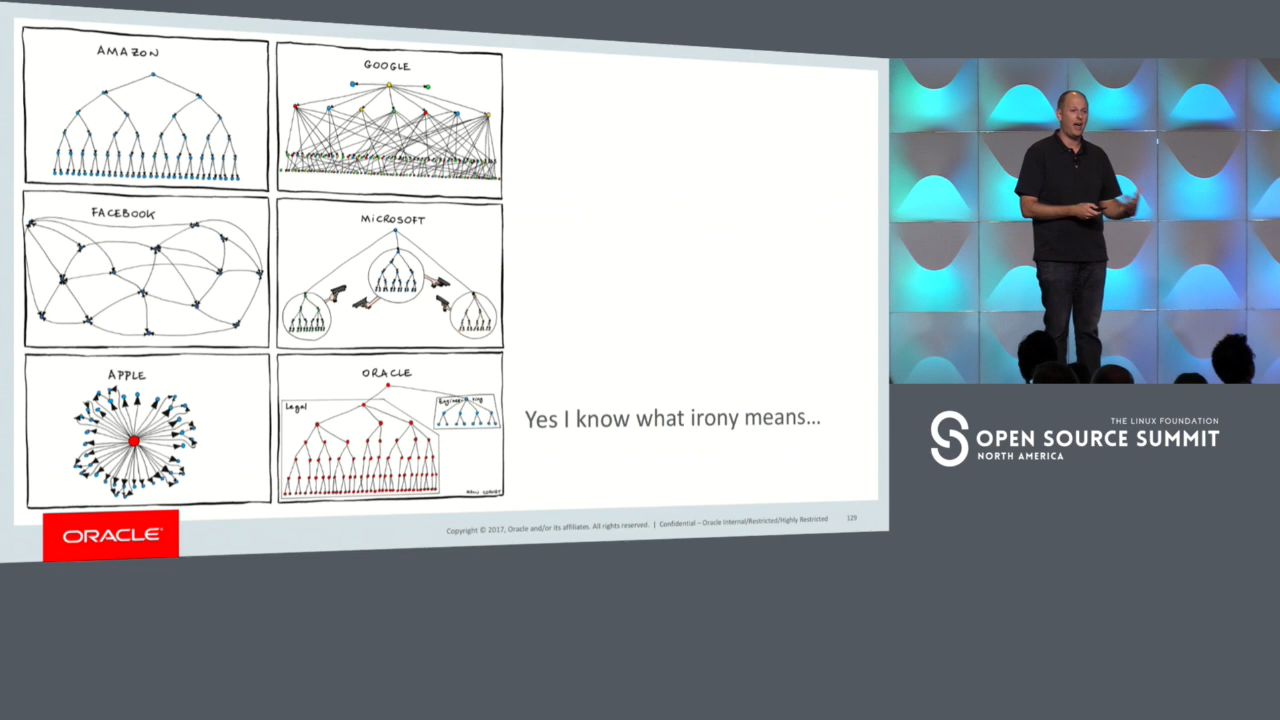 AMAZON
GOOGLE
FACEBOOK
MICROSOFT
APPLE
ORACLE
Legal
Engineering
MANU CORNET
Yes I know what irony means...
ORACLE
Copyright © 2017, Oracle and/or its affiliates. All rights reserved. | Confidential – Oracle Internal/Restricted/Highly Restricted 129
THE LINUX FOUNDATION
OPEN SOURCE SUMMIT
NORTH AMERICA